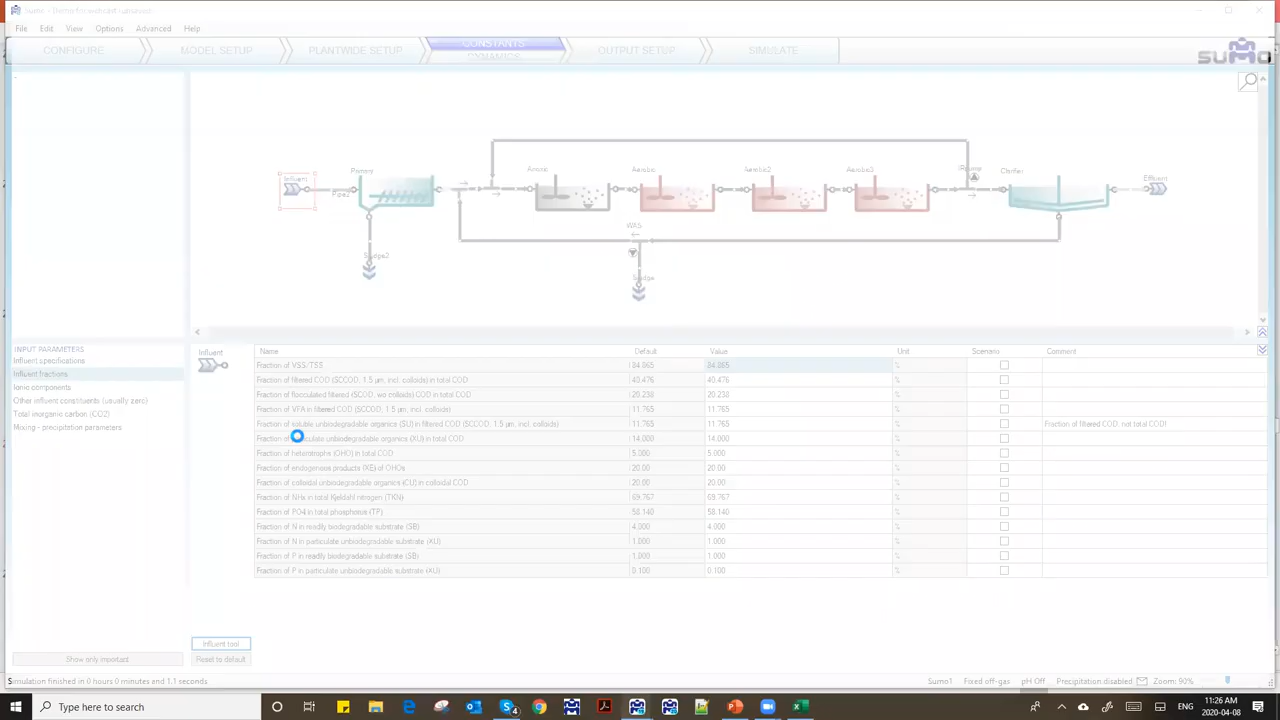 Sumo - Demo for webcast - umbroast
File Edit View Options Advanced Help
CONFIGURE MODEL SETUP PLANTWIDE SETUP CONSTANTS OUTPUT SETUP SIMULATE
DYNAMICS
sumo
Influent
Pipe2
Primary
Sludge2
Anoxic
Aerobic
Aerobic2
Aerobic3
Clarifier
Effluent
WAS
Sludge
INPUT PARAMETERS
Influent specifications
Influent fractions
Ionic components
Other influent constituents (usually zero)
Total inorganic carbon (CO2)
Mixing - precipitation parameters
Influent
Name Default Value Unit Scenario Comment
Fraction of VSS/TSS 84.865 84.865 %
Fraction of filtered COD (SCCOD, 1.5 µm, incl. colloids) in total COD 40.476 40.476 %
Fraction of flocculated filtered (SCOD, wo colloids) COD in total COD 20.238 20.238 %
Fraction of VFA in filtered COD (SCCOD, 1.5 µm, incl. colloids) 11.765 11.765 %
Fraction of soluble unbiodegradable organics (SU) in filtered COD (SCCOD, 1.5 µm, incl. colloids) 11.765 11.765 % Fraction of filtered COD, not total COD!
Fraction of particulate unbiodegradable organics (XU) in total COD 14.000 14.000 %
Fraction of heterotrophs (OHO) in total COD 5.000 5.000 %
Fraction of endogenous products (XE) of OHOs 20.00 20.00 %
Fraction of colloidal unbiodegradable organics (CU) in colloidal COD 20.00 20.00 %
Fraction of NHx in total Kjeldahl nitrogen (TKN) 69.767 69.767 %
Fraction of PO4 in total phosphorus (TP) 58.140 58.140 %
Fraction of N in readily biodegradable substrate (SB) 4.000 4.000 %
Fraction of N in particulate unbiodegradable substrate (XU) 1.000 1.000 %
Fraction of P in readily biodegradable substrate (SB) 1.000 1.000 %
Fraction of P in particulate unbiodegradable substrate (XU) 0.100 0.100 %
Influent tool
Show only important Reset to default
Simulation finished in 0 hours 0 minutes and 1.1 seconds Sumo1 Fixed off-gas pH Off Precipitation disabled Zoom: 90%
Type here to search
ENG
11:26 AM
2020-04-08